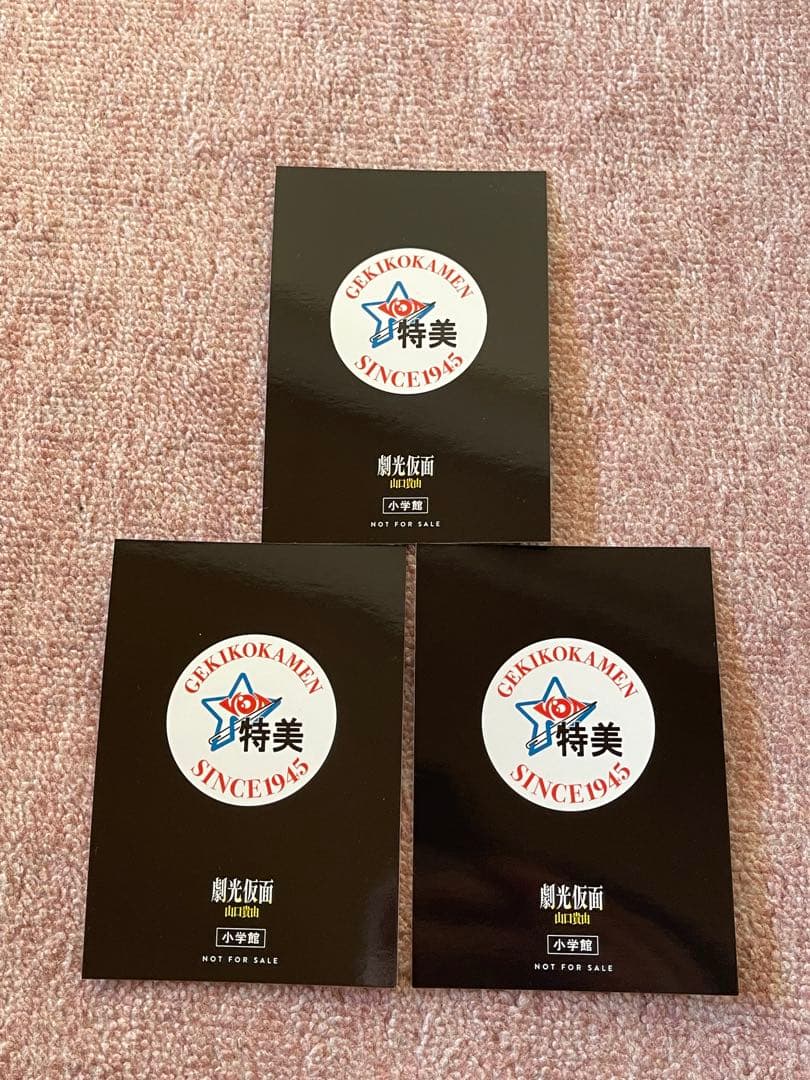 GEKIKOKAMEN
特美
SINCE1945
劇光仮面
山口貴由
小学館
NOT FOR SALE
GEKIKOKAMEN
特美
SINCE1945
劇光仮面
山口貴由
小学館
NOT FOR SALE
GEKIKOKAMEN
特美
SINCE1945
劇光仮面
山口貴由
小学館
NOT FOR SALE